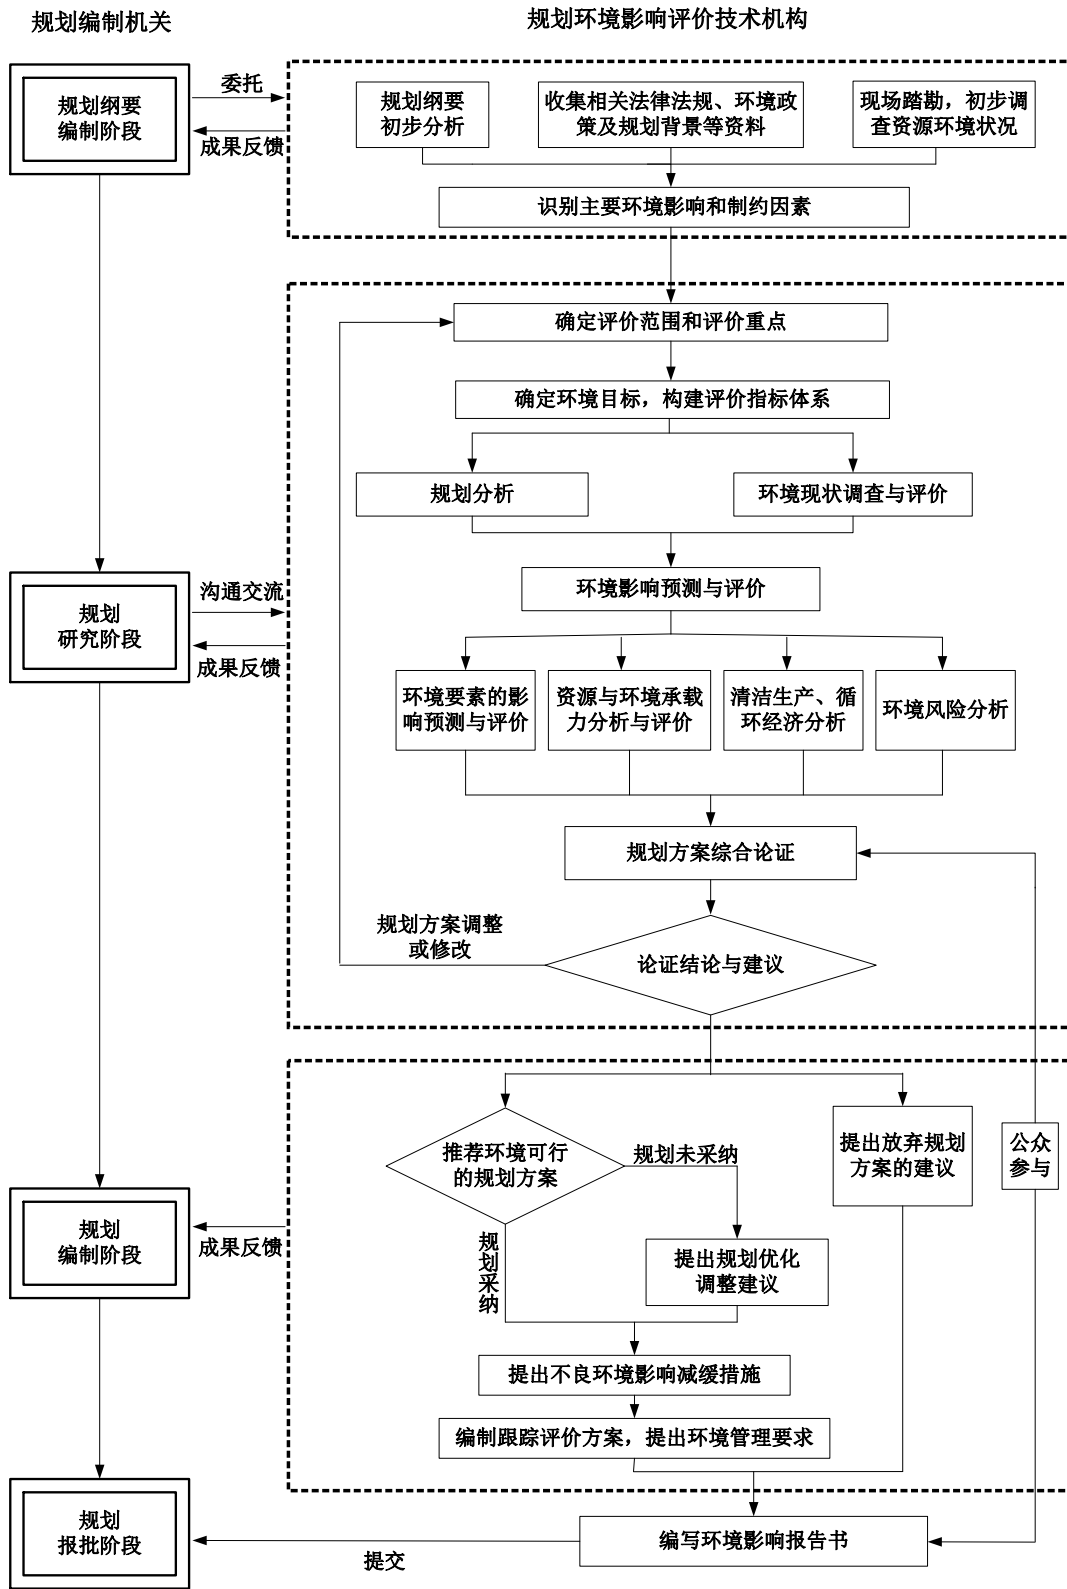 规划编制机关
规划环境影响评价技术机构
规划纲要
编制阶段
委托
成果反馈
规划纲要
初步分析
收集相关法律法规、环境政
策及规划背景等资料
现场踏勘，初步调
查资源环境状况
识别主要环境影响和制约因素
确定评价范围和评价重点
确定环境目标，构建评价指标体系
规划分析
环境现状调查与评价
规划
研究阶段
沟通交流
成果反馈
环境影响预测与评价
环境要素的影
响预测与评价
资源与环境承载
力分析与评价
清洁生产、循
环经济分析
环境风险分析
规划方案综合论证
规划方案调整
或修改
论证结论与建议
推荐环境可行
的规划方案
规划未采纳
提出放弃规划
方案的建议
公众
参与
规划
编制阶段
成果反馈
规划采纳
提出规划优化
调整建议
提出不良环境影响减缓措施
编制跟踪评价方案，提出环境管理要求
规划
报批阶段
提交
编写环境影响报告书